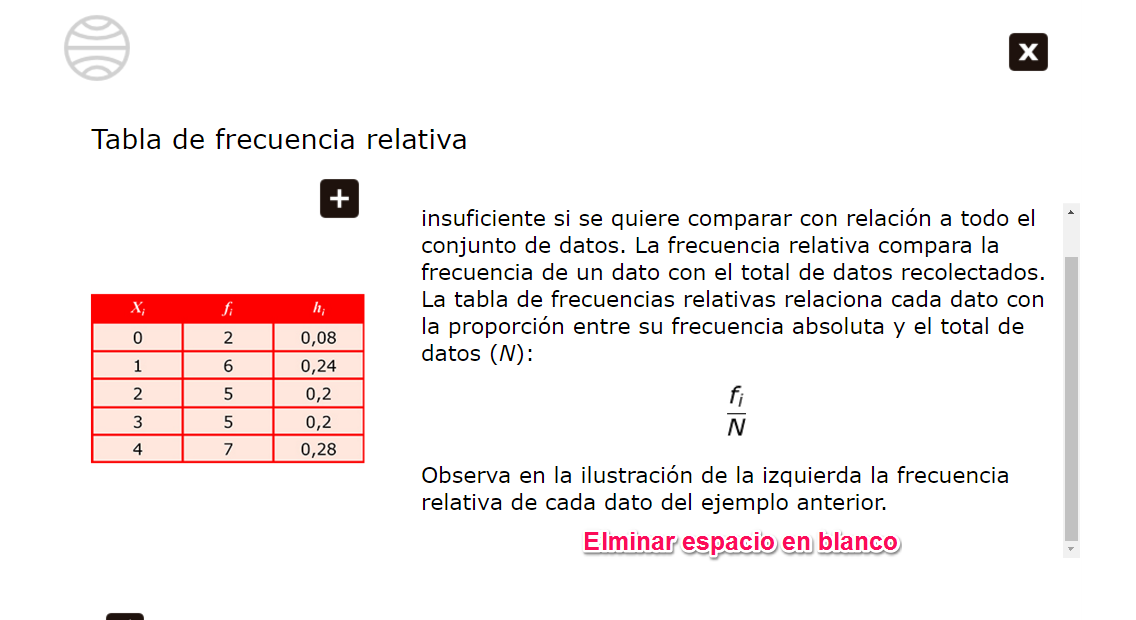 X
Tabla de frecuencia relativa
+
insuficiente si se quiere comparar con relación a todo el
conjunto de datos. La frecuencia relativa compara la
frecuencia de un dato con el total de datos recolectados.
La tabla de frecuencias relativas relaciona cada dato con
la proporción entre su frecuencia absoluta y el total de
datos (N):
fi
N
Observa en la ilustración de la izquierda la frecuencia
relativa de cada dato del ejemplo anterior.
Elminar espacio en blanco
Xi fi hi
0 2 0,08
1 6 0,24
2 5 0,2
3 5 0,2
4 7 0,28